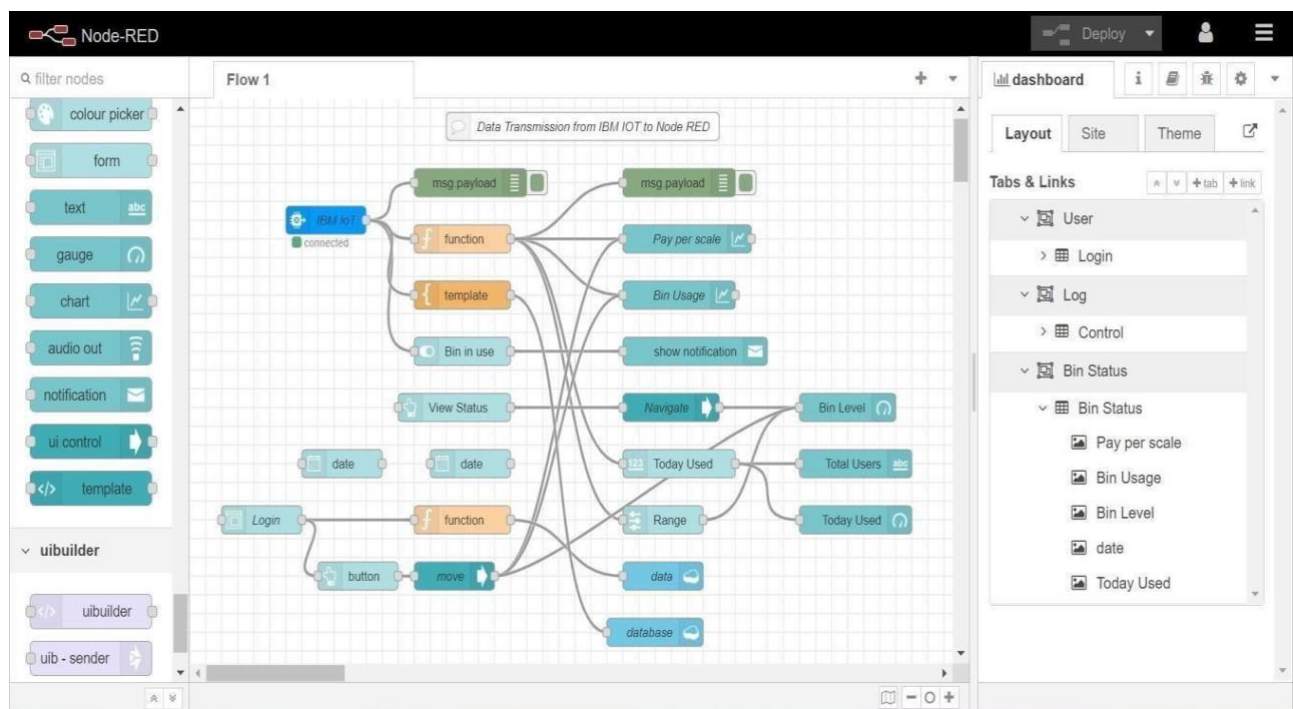 Node-RED
Deploy
filter nodes
Flow 1
dashboard
i
colour picker
form
text
abc
gauge
chart
audio out
notification
ui control
template
uibuilder
uibuilder
uib - sender
Data Transmission from IBM IOT to Node RED
msg.payload
msg.payload
IBM IoT
connected
function
Pay per scale
template
Bin Usage
Bin in use
show notification
View Status
Navigate
Bin Level
date
date
123
Today Used
Total Users
abc
Login
function
Range
Today Used
button
move
data
database
Layout
Site
Theme
Tabs & Links
+tab
+link
User
Login
Log
Control
Bin Status
Bin Status
Pay per scale
Bin Usage
Bin Level
date
Today Used